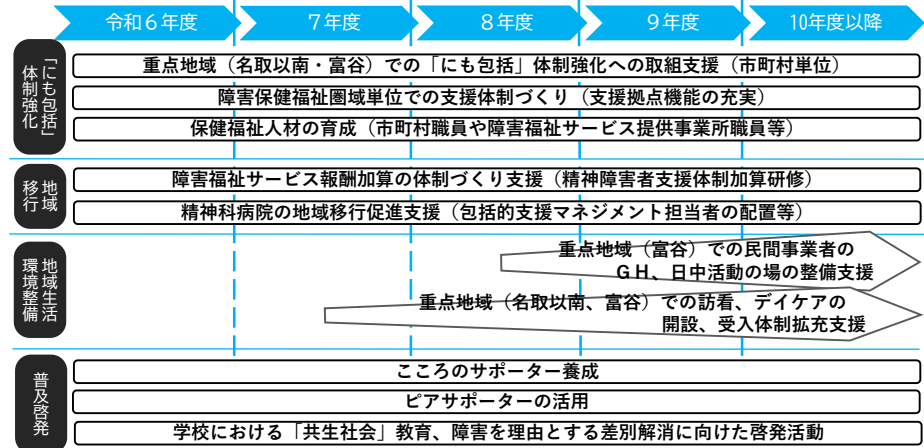 令和６年度
７年度
８年度
９年度
10年度以降
「にも包括」
体制強化
重点地域（名取以南・富谷）での「にも包括」体制強化への取組支援（市町村単位）
障害保健福祉圏域単位での支援体制づくり（支援拠点機能の充実）
保健福祉人材の育成（市町村職員や障害福祉サービス提供事業所職員等）
地域
移行
障害福祉サービス報酬加算の体制づくり支援（精神障害者支援体制加算研修）
精神科病院の地域移行促進支援（包括的支援マネジメント担当者の配置等）
地域生活
環境整備
重点地域（富谷）での民間事業者の
ＧＨ、日中活動の場の整備支援
重点地域（名取以南、富谷）での訪看、デイケアの
開設、受入体制拡充支援
普及啓発
こころのサポーター養成
ピアサポーターの活用
学校における「共生社会」教育、障害を理由とする差別解消に向けた啓発活動